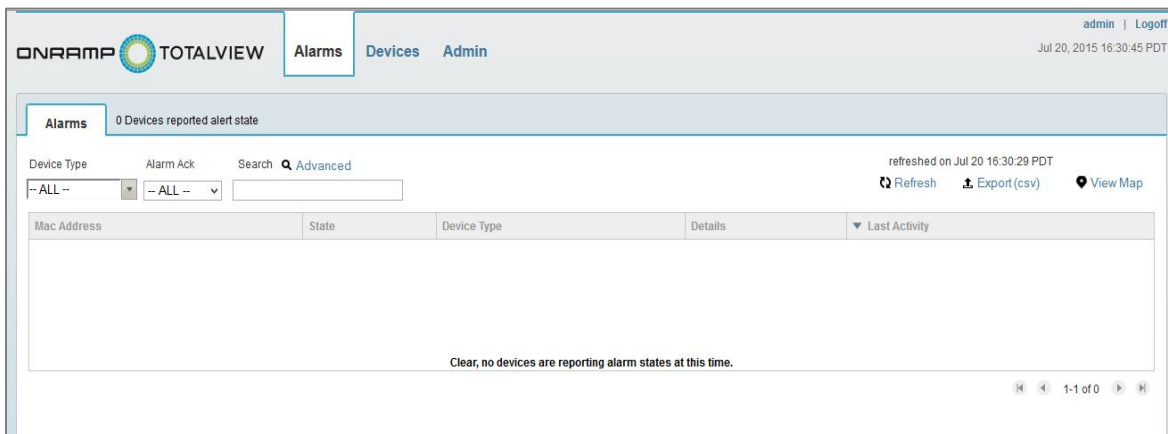 admin | Logoff
ONRAMP TOTALVIEW Alarms Devices Admin
Jul 20, 2015 16:30:45 PDT
Alarms 0 Devices reported alert state
Device Type Alarm Ack Search Advanced
refreshed on Jul 20 16:30:29 PDT
-- ALL -- -- ALL --
Refresh Export (csv) View Map
Mac Address State Device Type Details Last Activity
Clear, no devices are reporting alarm states at this time.
1-1 of 0